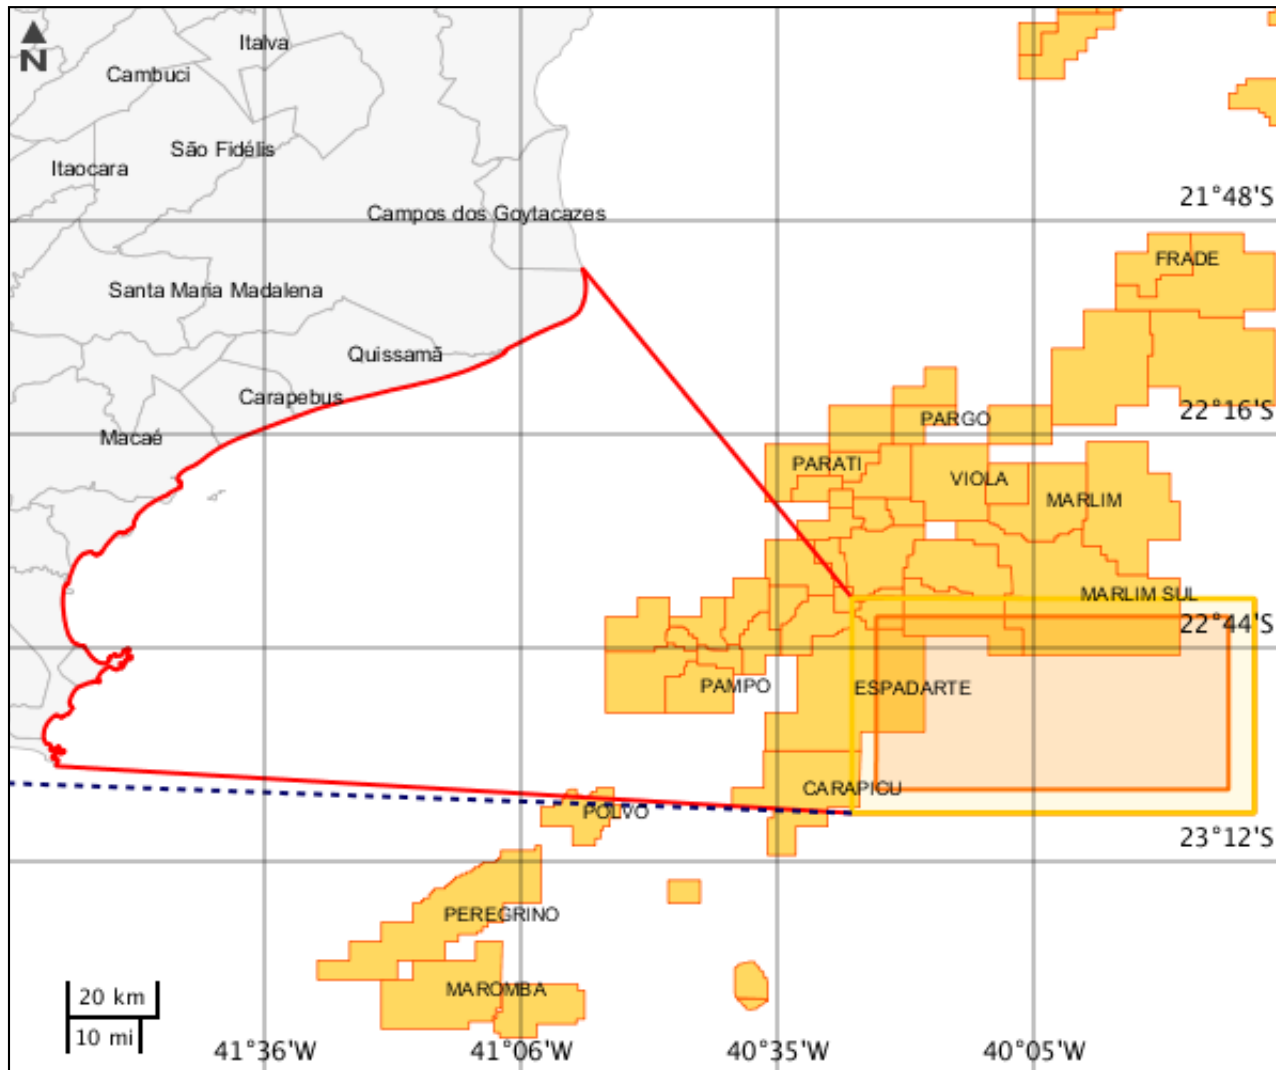 N
Italva
Cambuci
São Fidélis
Itaocara
21°48'S
Campos dos Goytacazes
FRADE
Santa Maria Madalena
Quissamã
Carapebus
22°16'S
PARGO
Macaé
PARATI
VIOLA
MARLIM
MARLIM SUL
22°44'S
PAMPO
ESPADARTE
CARAPICU
POLVO
23°12'S
PEREGRINO
MAROMBA
20 km
10 mi
41°36'W
41°06'W
40°35'W
40°05'W